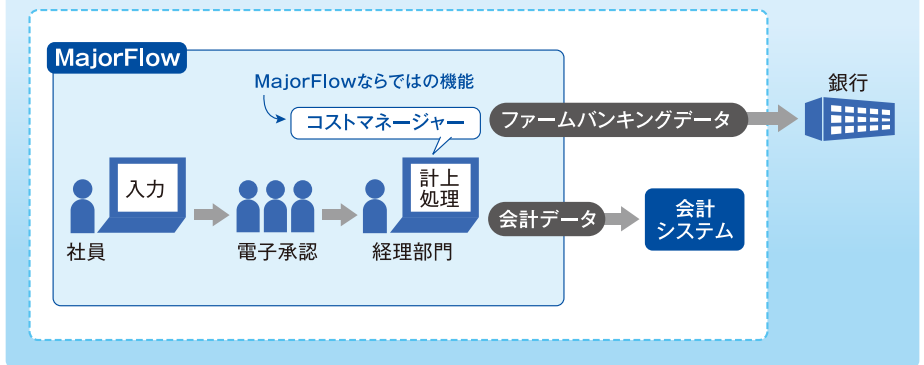 MajorFlow
MajorFlowならではの機能
コストマネージャー
ファームバンキングデータ
銀行
入力
計上
処理
会計データ
会計
システム
社員
電子承認
経理部門